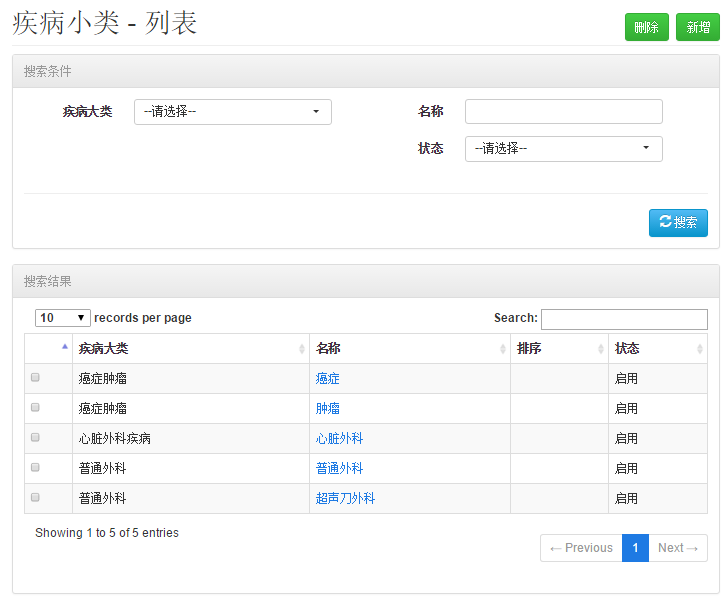 疾病小类 - 列表
删除 新增
搜索条件
疾病大类 --请选择-- 名称
状态 --请选择--
搜索
搜索结果
10 records per page Search:
疾病大类 名称 排序 状态
癌症肿瘤 癌症 启用
癌症肿瘤 肿瘤 启用
心脏外科疾病 心脏外科 启用
普通外科 普通外科 启用
普通外科 超声刀外科 启用
Showing 1 to 5 of 5 entries
← Previous 1 Next →